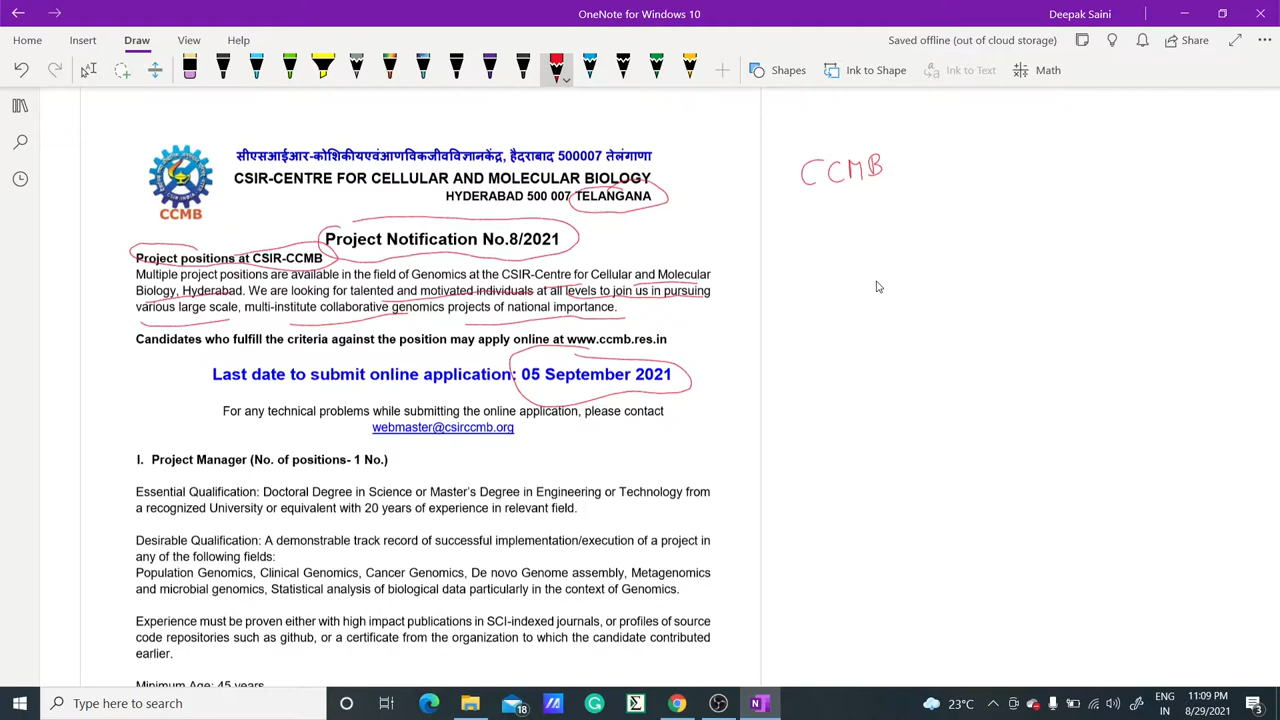 OneNote for Windows 10
Deepak Saini
Home Insert Draw View Help
Saved offline (out of cloud storage) Share
Shapes Ink to Shape Ink to Text Math
सीएसआईआर-कोशिकीयएवंआणविकजीवविज्ञानकेंद्र, हैदराबाद 500007 तेलंगाणा
CSIR-CENTRE FOR CELLULAR AND MOLECULAR BIOLOGY
HYDERABAD 500 007 TELANGANA
CCMB
CCMB
Project Notification No.8/2021
Project positions at CSIR-CCMB
Multiple project positions are available in the field of Genomics at the CSIR-Centre for Cellular and Molecular
Biology, Hyderabad. We are looking for talented and motivated individuals at all levels to join us in pursuing
various large scale, multi-institute collaborative genomics projects of national importance.
Candidates who fulfill the criteria against the position may apply online at www.ccmb.res.in
Last date to submit online application: 05 September 2021
For any technical problems while submitting the online application, please contact
webmaster@csirccmb.org
I. Project Manager (No. of positions- 1 No.)
Essential Qualification: Doctoral Degree in Science or Master's Degree in Engineering or Technology from
a recognized University or equivalent with 20 years of experience in relevant field.
Desirable Qualification: A demonstrable track record of successful implementation/execution of a project in
any of the following fields:
Population Genomics, Clinical Genomics, Cancer Genomics, De novo Genome assembly, Metagenomics
and microbial genomics, Statistical analysis of biological data particularly in the context of Genomics.
Experience must be proven either with high impact publications in SCI-indexed journals, or profiles of source
code repositories such as github, or a certificate from the organization to which the candidate contributed
earlier.
Minimum Age: 45 years
Type here to search
18
23°C
ENG
IN
11:09 PM
8/29/2021
3